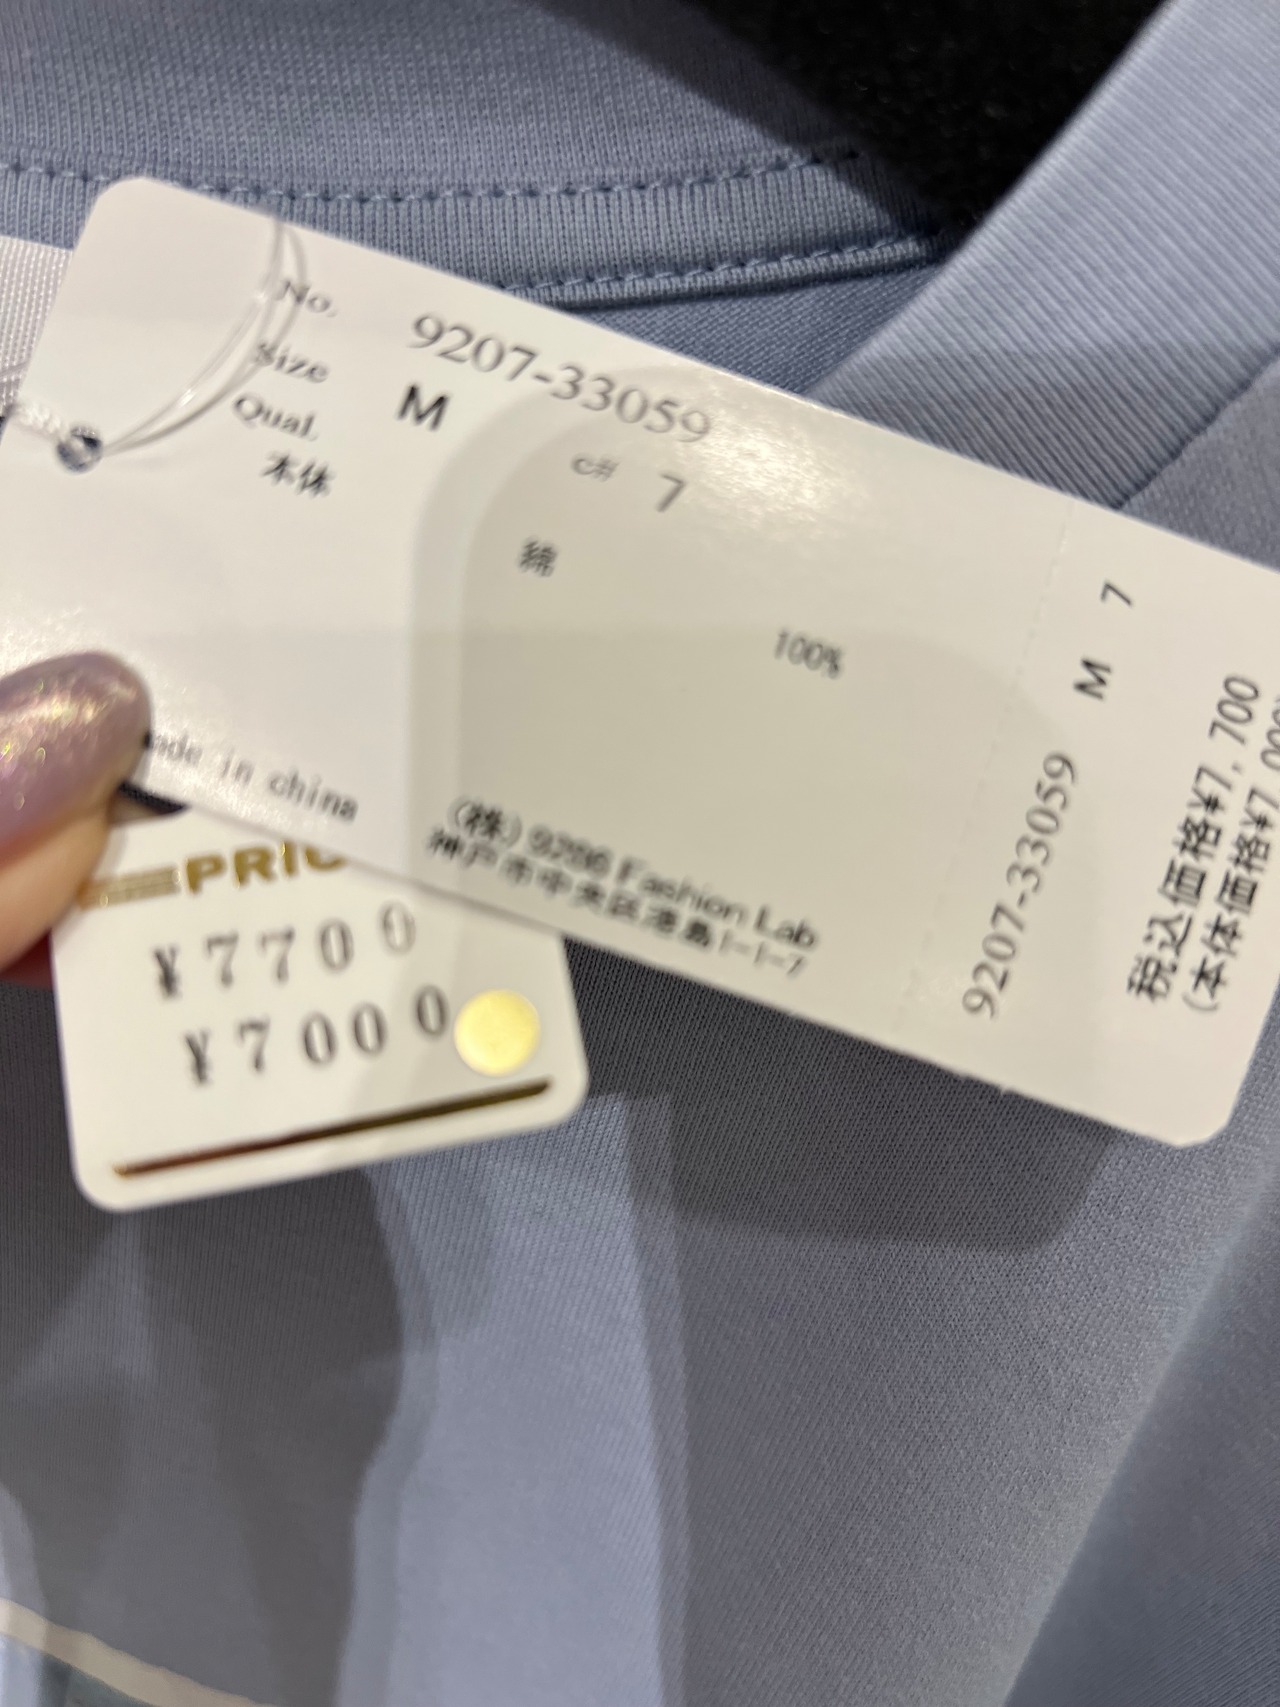 No. 9207-33059
Size M c# 7
Qual.
本体
綿
100%
ade in china
(株) 9286 Fashion Lab
神戸市中央区港島1-1-7
9207-33059 M 7
税込価格¥7,700
(本体価格¥7,000)
PRIC
¥7700
¥7000